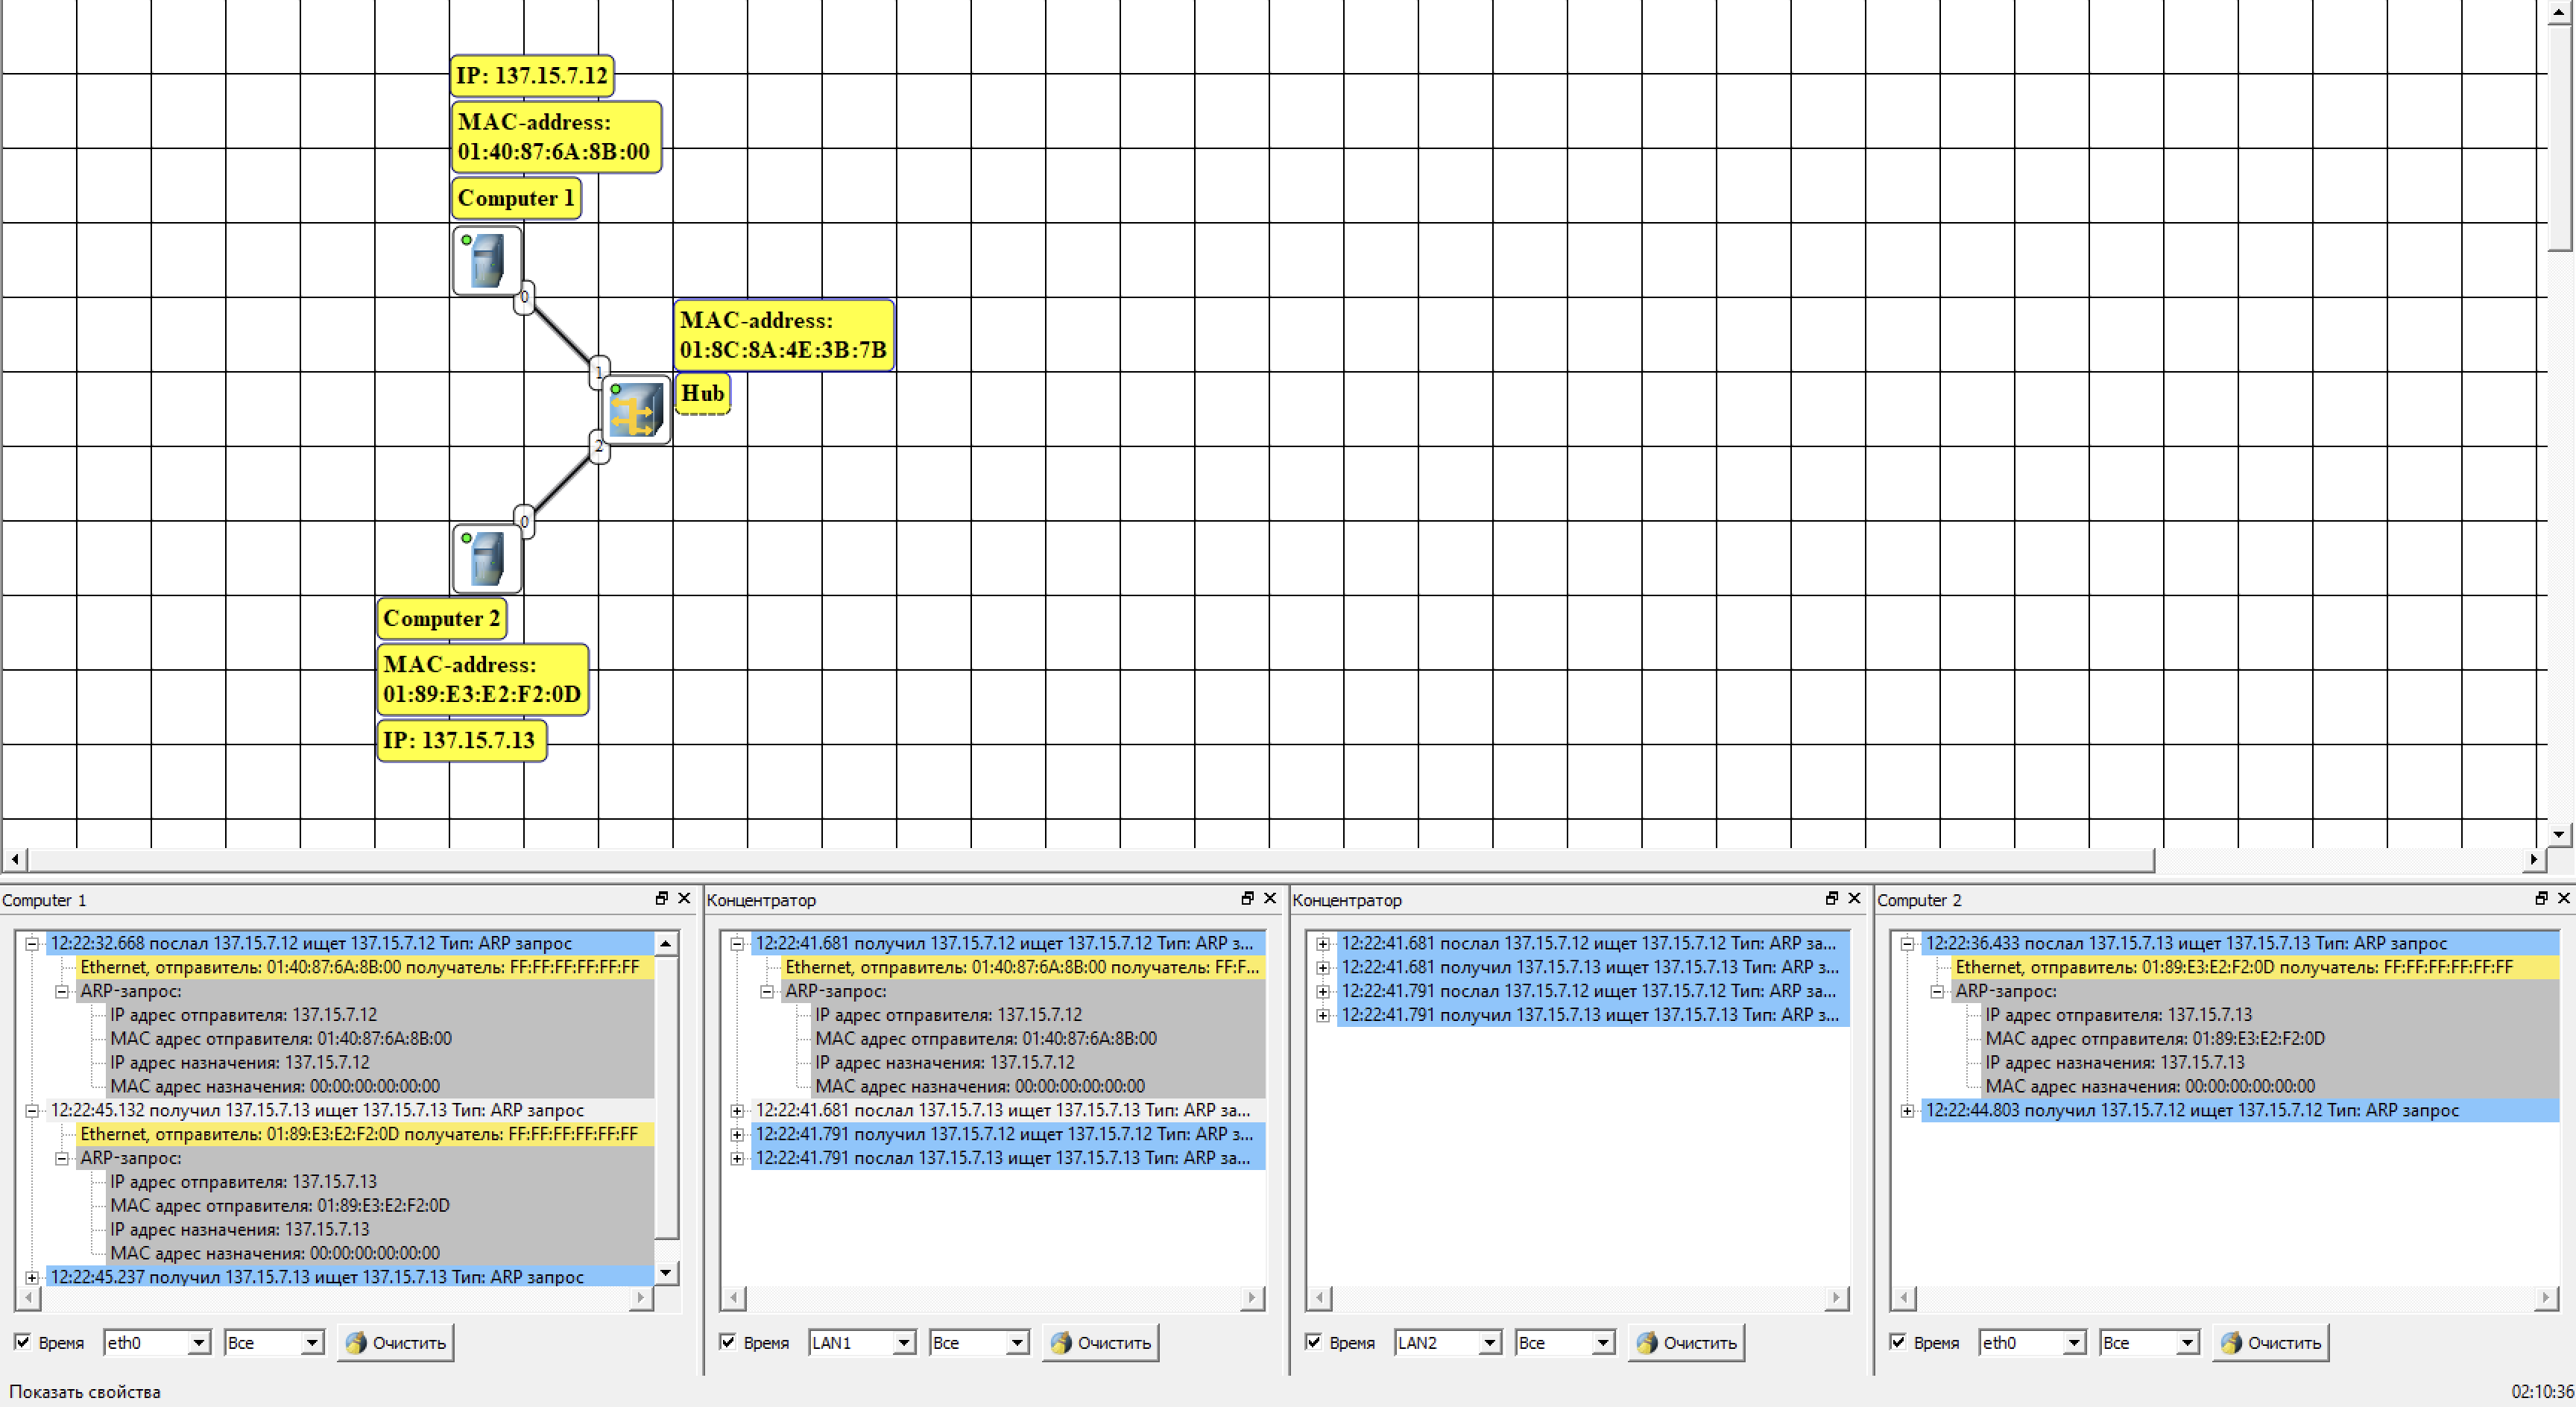 IP: 137.15.7.12
MAC-address:
01:40:87:6A:8B:00
Computer 1
0
MAC-address:
01:8C:8A:4E:3B:7B
1
Hub
2
0
Computer 2
MAC-address:
01:89:E3:E2:F2:0D
IP: 137.15.7.13
Computer 1
12:22:32.668 послал 137.15.7.12 ищет 137.15.7.12 Тип: ARP запрос
Ethernet, отправитель: 01:40:87:6A:8B:00 получатель: FF:FF:FF:FF:FF:FF
ARP-запрос:
IP адрес отправителя: 137.15.7.12
MAC адрес отправителя: 01:40:87:6A:8B:00
IP адрес назначения: 137.15.7.12
MAC адрес назначения: 00:00:00:00:00:00
12:22:45.132 получил 137.15.7.13 ищет 137.15.7.13 Тип: ARP запрос
Ethernet, отправитель: 01:89:E3:E2:F2:0D получатель: FF:FF:FF:FF:FF:FF
ARP-запрос:
IP адрес отправителя: 137.15.7.13
MAC адрес отправителя: 01:89:E3:E2:F2:0D
IP адрес назначения: 137.15.7.13
MAC адрес назначения: 00:00:00:00:00:00
12:22:45.237 получил 137.15.7.13 ищет 137.15.7.13 Тип: ARP запрос
Время eth0 Все Очистить
Концентратор
12:22:41.681 получил 137.15.7.12 ищет 137.15.7.12 Тип: ARP з...
Ethernet, отправитель: 01:40:87:6A:8B:00 получатель: FF:F...
ARP-запрос:
IP адрес отправителя: 137.15.7.12
MAC адрес отправителя: 01:40:87:6A:8B:00
IP адрес назначения: 137.15.7.12
MAC адрес назначения: 00:00:00:00:00:00
12:22:41.681 послал 137.15.7.13 ищет 137.15.7.13 Тип: ARP за...
12:22:41.791 получил 137.15.7.12 ищет 137.15.7.12 Тип: ARP з...
12:22:41.791 послал 137.15.7.13 ищет 137.15.7.13 Тип: ARP за...
Время LAN1 Все Очистить
Концентратор
12:22:41.681 послал 137.15.7.12 ищет 137.15.7.12 Тип: ARP за...
12:22:41.681 получил 137.15.7.13 ищет 137.15.7.13 Тип: ARP з...
12:22:41.791 послал 137.15.7.12 ищет 137.15.7.12 Тип: ARP за...
12:22:41.791 получил 137.15.7.13 ищет 137.15.7.13 Тип: ARP з...
Время LAN2 Все Очистить
Computer 2
12:22:36.433 послал 137.15.7.13 ищет 137.15.7.13 Тип: ARP запрос
Ethernet, отправитель: 01:89:E3:E2:F2:0D получатель: FF:FF:FF:FF:FF:FF
ARP-запрос:
IP адрес отправителя: 137.15.7.13
MAC адрес отправителя: 01:89:E3:E2:F2:0D
IP адрес назначения: 137.15.7.13
MAC адрес назначения: 00:00:00:00:00:00
12:22:44.803 получил 137.15.7.12 ищет 137.15.7.12 Тип: ARP запрос
Время eth0 Все Очистить
Показать свойства
02:10:36